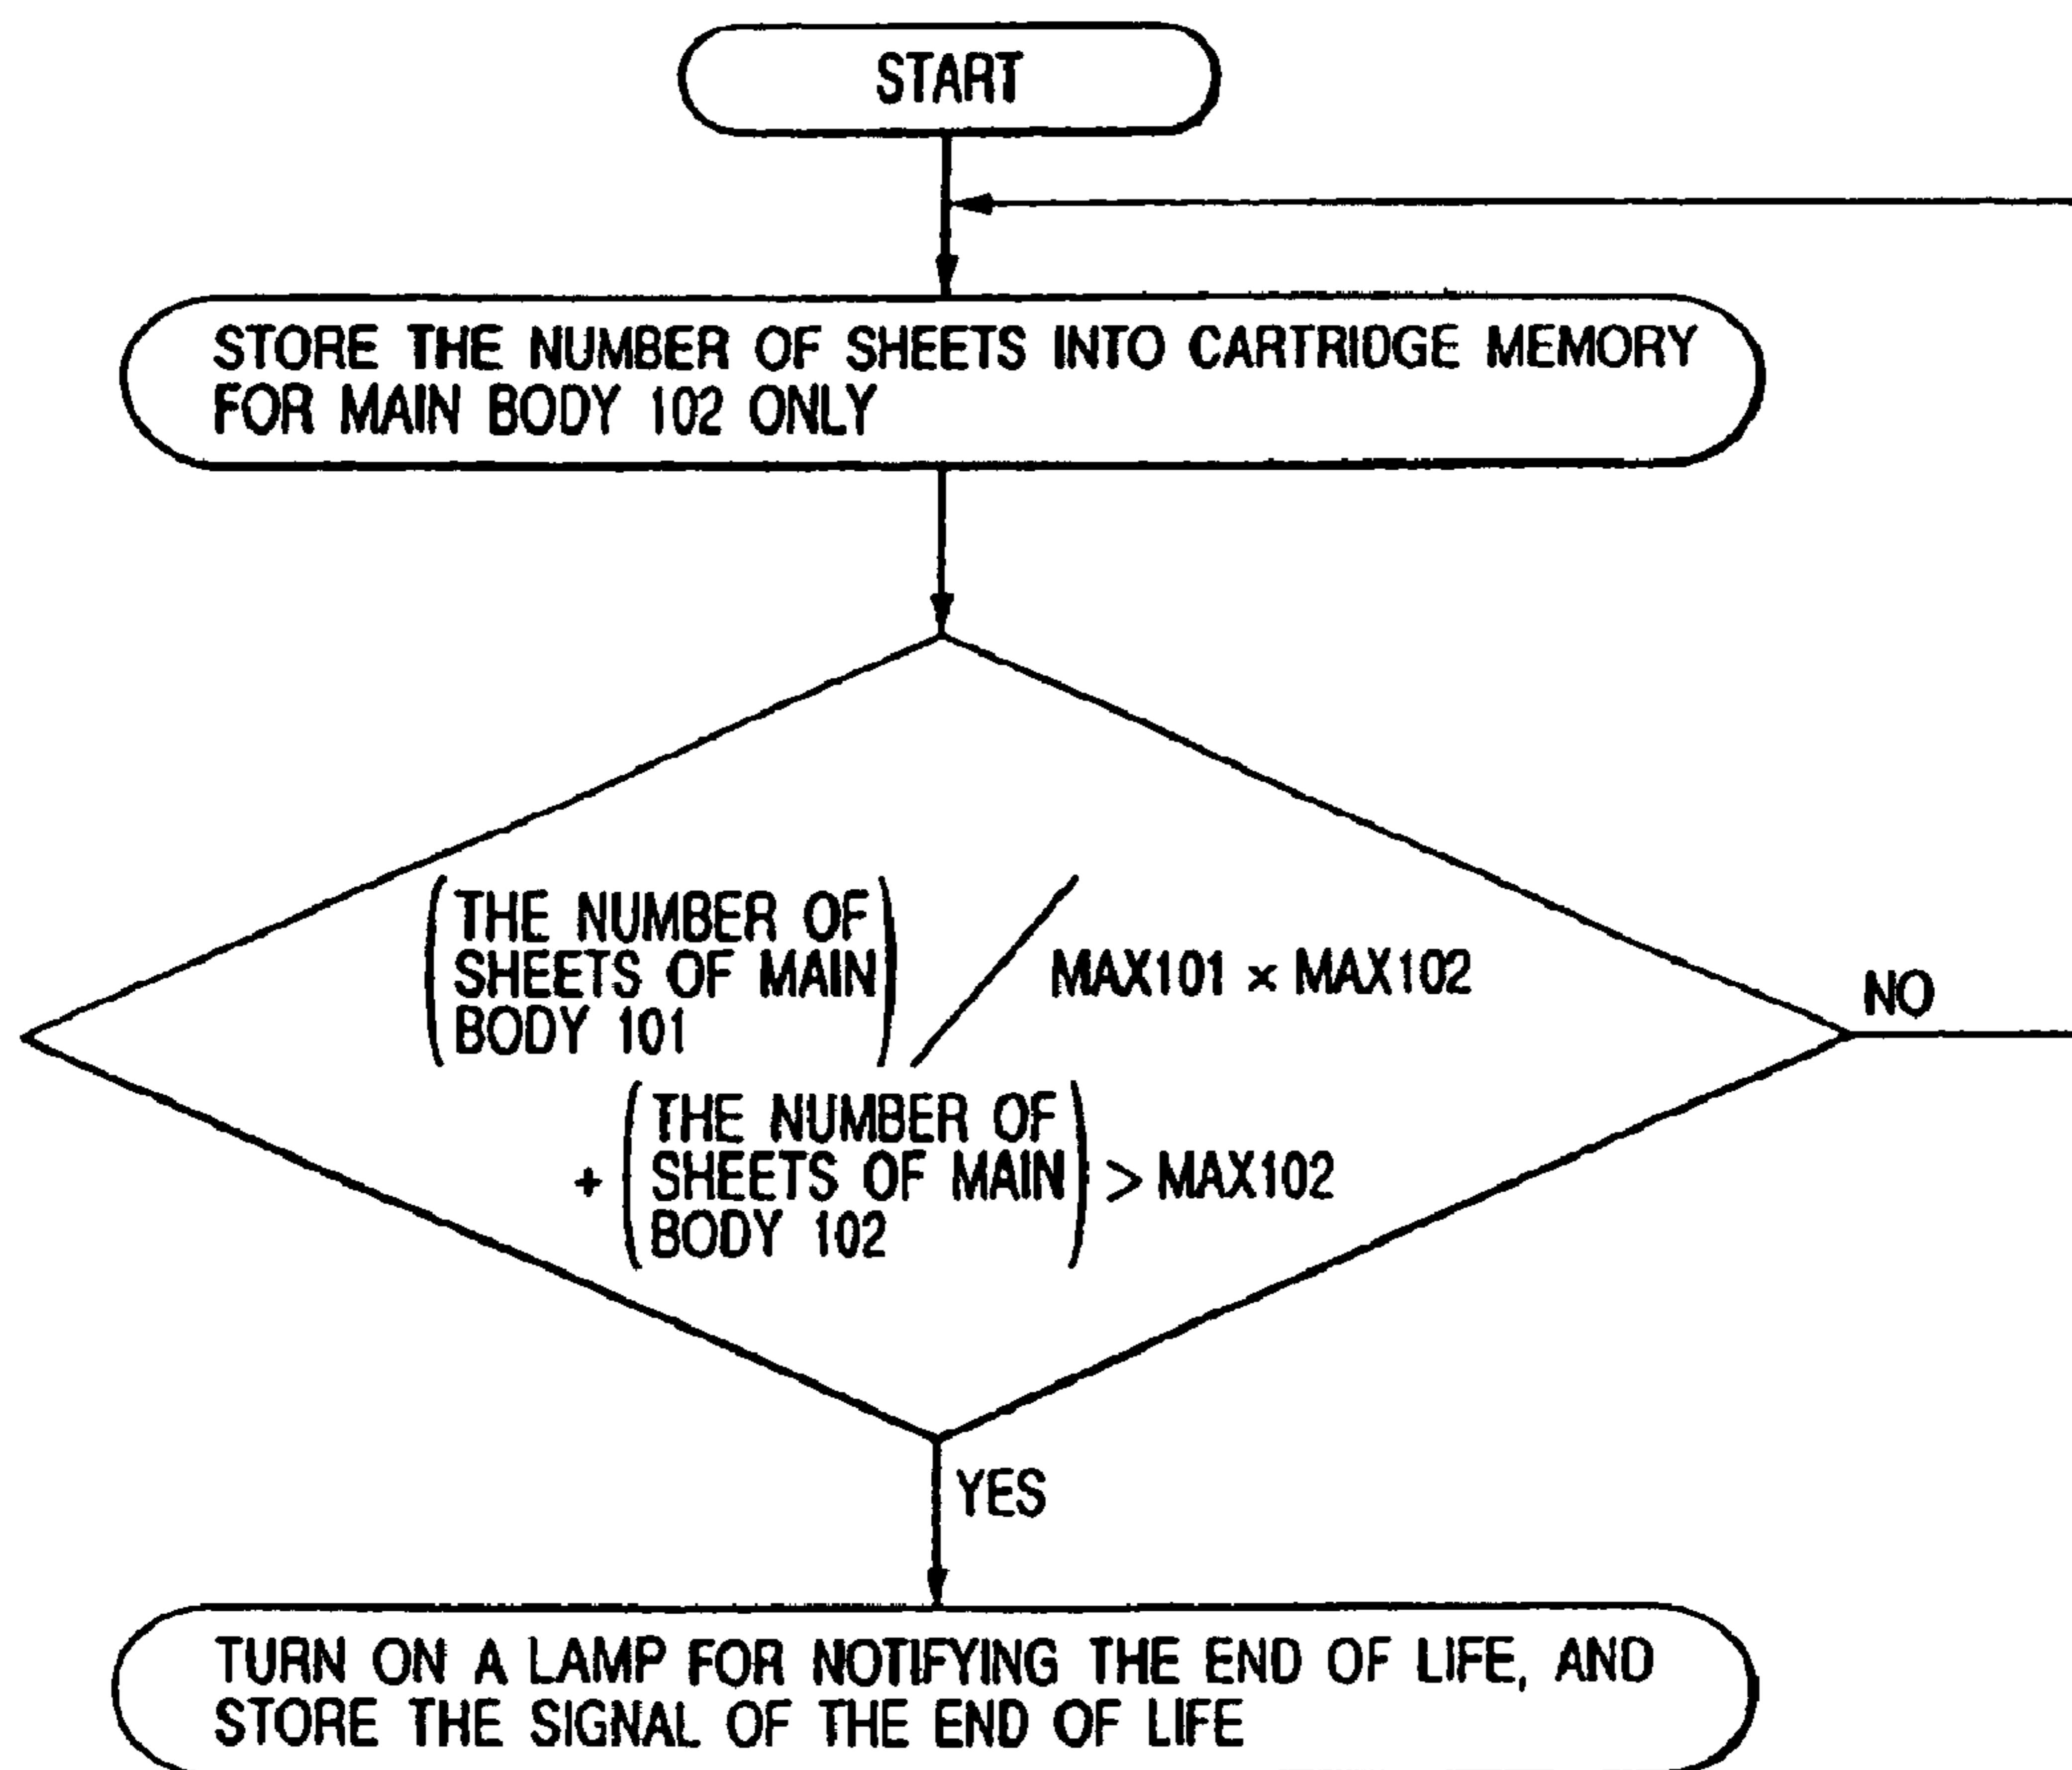 START
STORE THE NUMBER OF SHEETS INTO CARTRIDGE MEMORY
FOR MAIN BODY 102 ONLY
(THE NUMBER OF
SHEETS OF MAIN
BODY 101)
/ MAX101 × MAX102
NO
+ (THE NUMBER OF
SHEETS OF MAIN
BODY 102)
> MAX102
YES
TURN ON A LAMP FOR NOTIFYING THE END OF LIFE, AND
STORE THE SIGNAL OF THE END OF LIFE